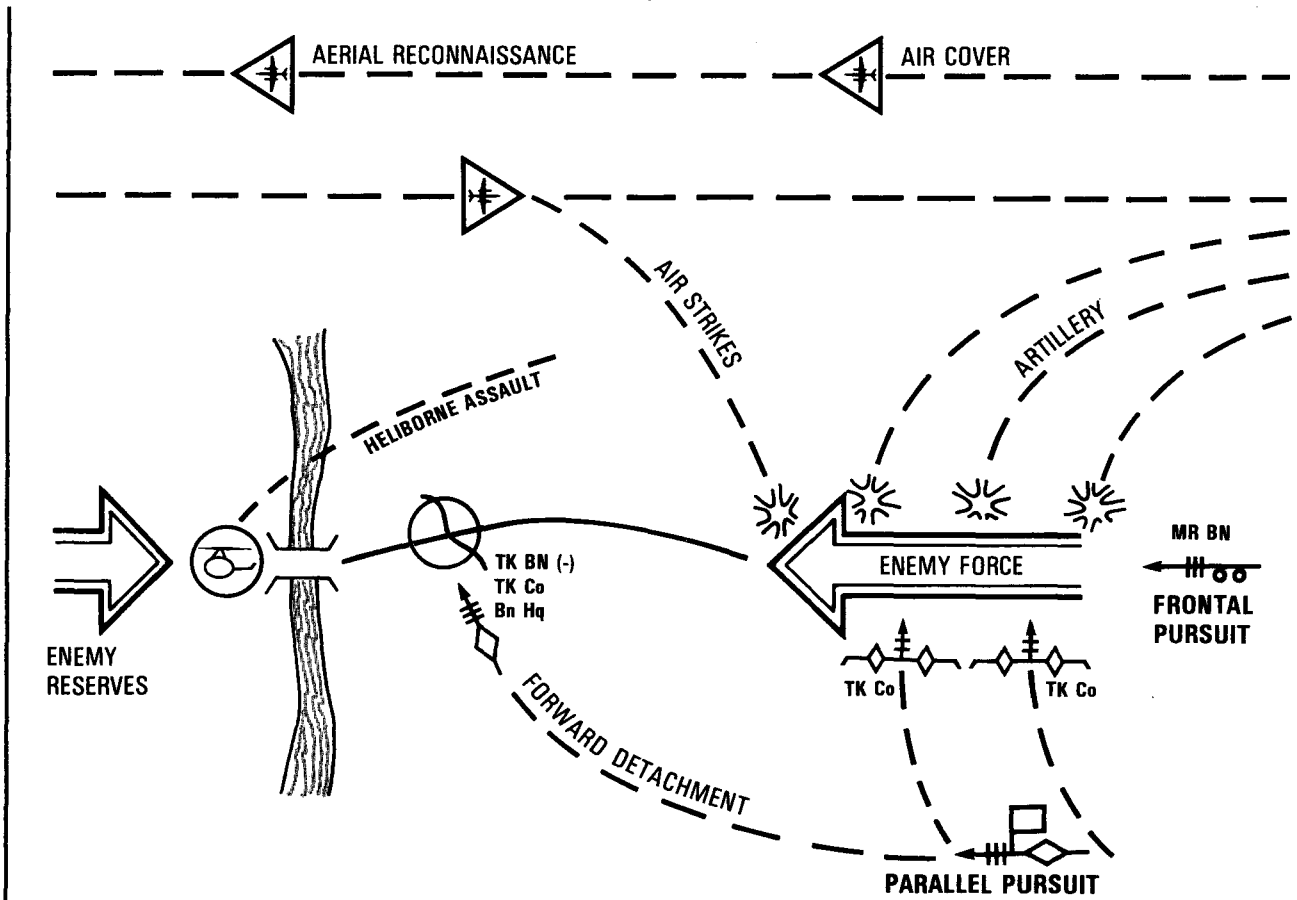 AERIAL RECONNAISSANCE
AIR COVER
AIR STRIKES
ARTILLERY
HELIBORNE ASSAULT
TK BN (-)
TK Co
Bn Hq
ENEMY FORCE
MR BN
FRONTAL
PURSUIT
ENEMY
RESERVES
TK Co
TK Co
FORWARD DETACHMENT
PARALLEL PURSUIT